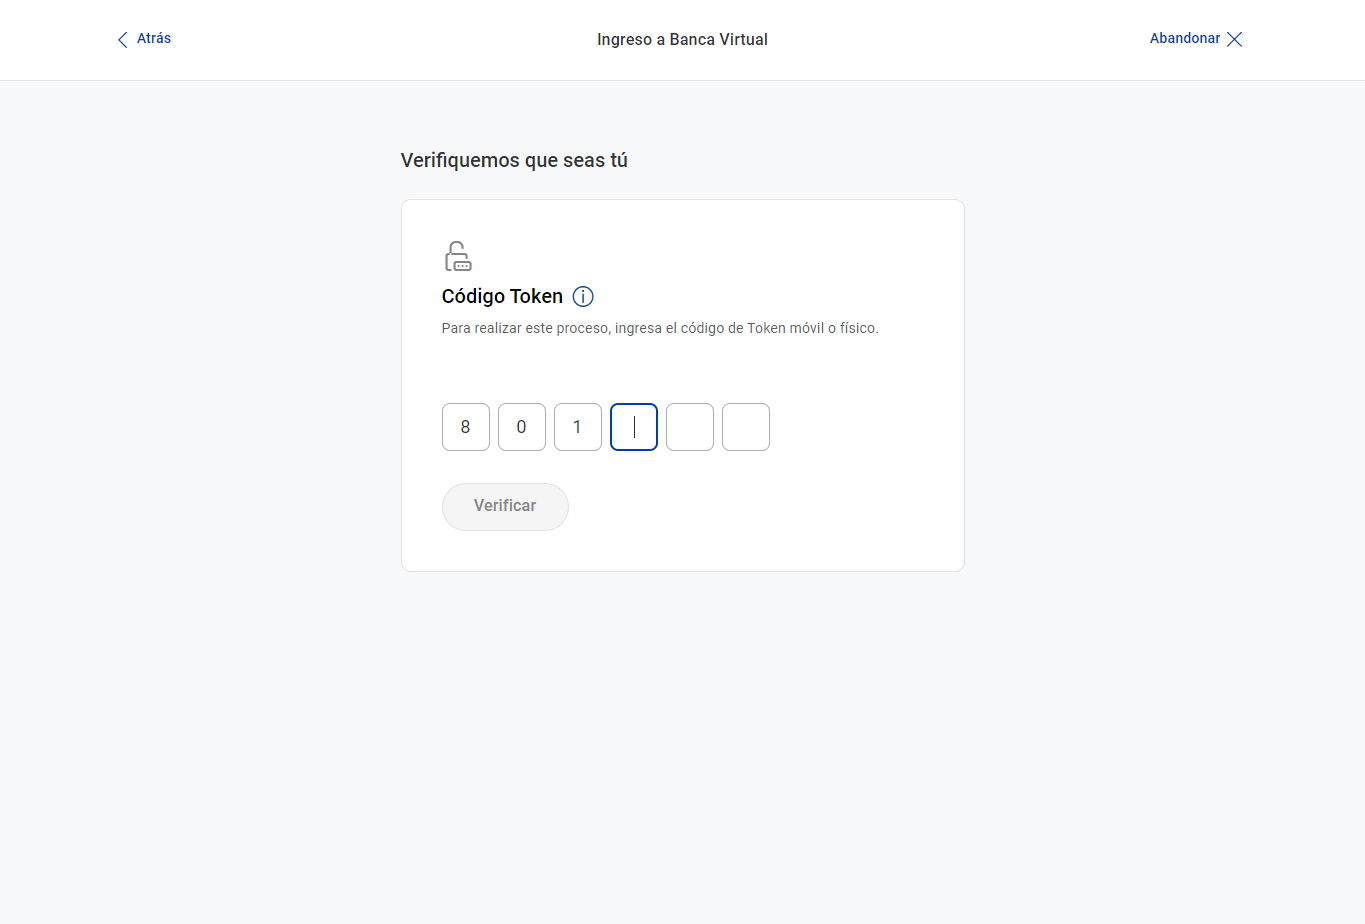 Atrás
Ingreso a Banca Virtual
Abandonar
Verifiquemos que seas tú
Código Token
Para realizar este proceso, ingresa el código de Token móvil o físico.
8 0 1
Verificar